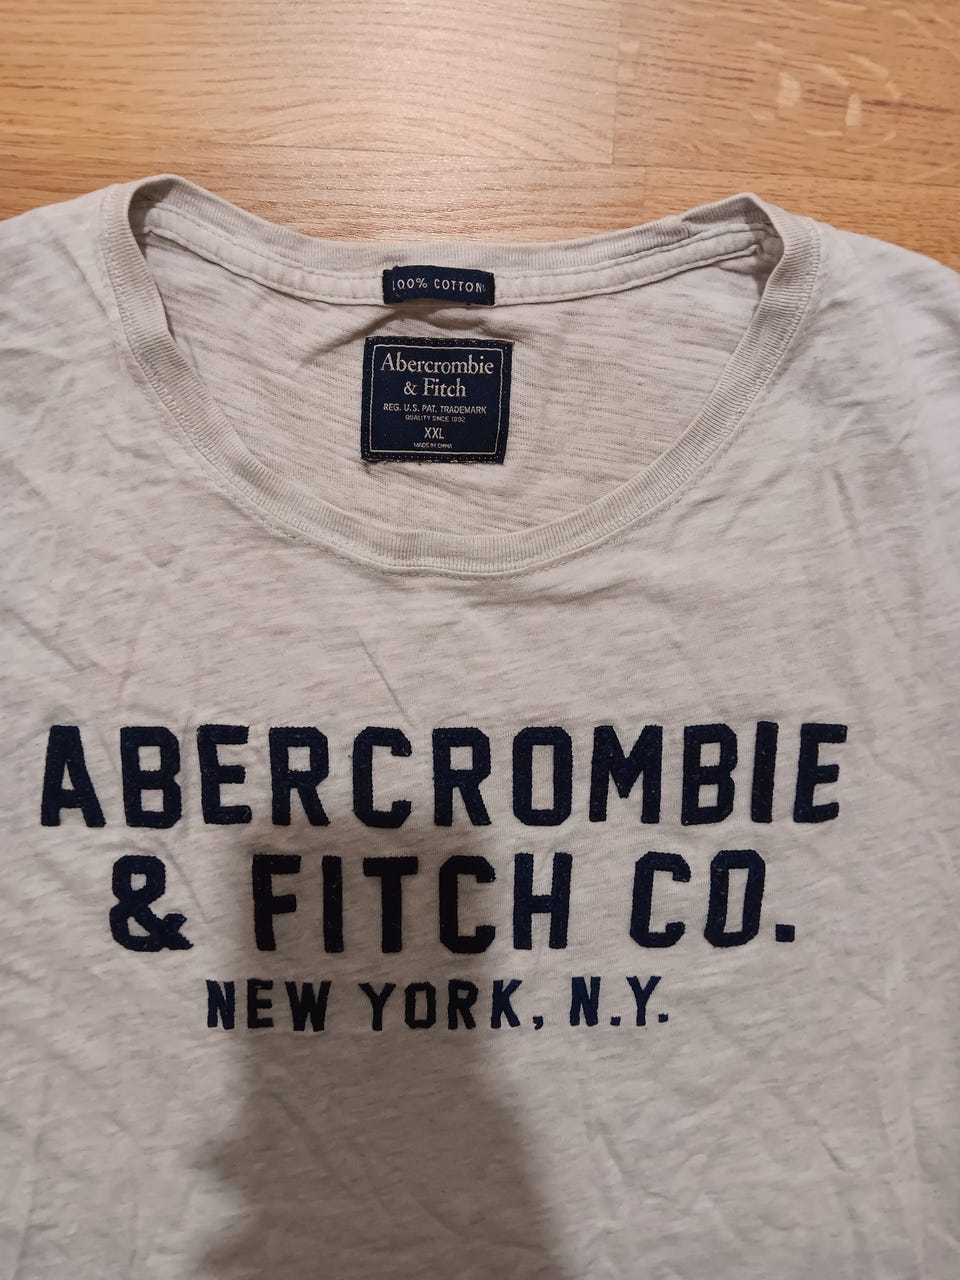 100% COTTON
Abercrombie
& Fitch
REG. U.S. PAT. TRADEMARK
QUALITY SINCE 1892
XXL
MADE IN CHINA
ABERCROMBIE
& FITCH CO.
NEW YORK, N.Y.